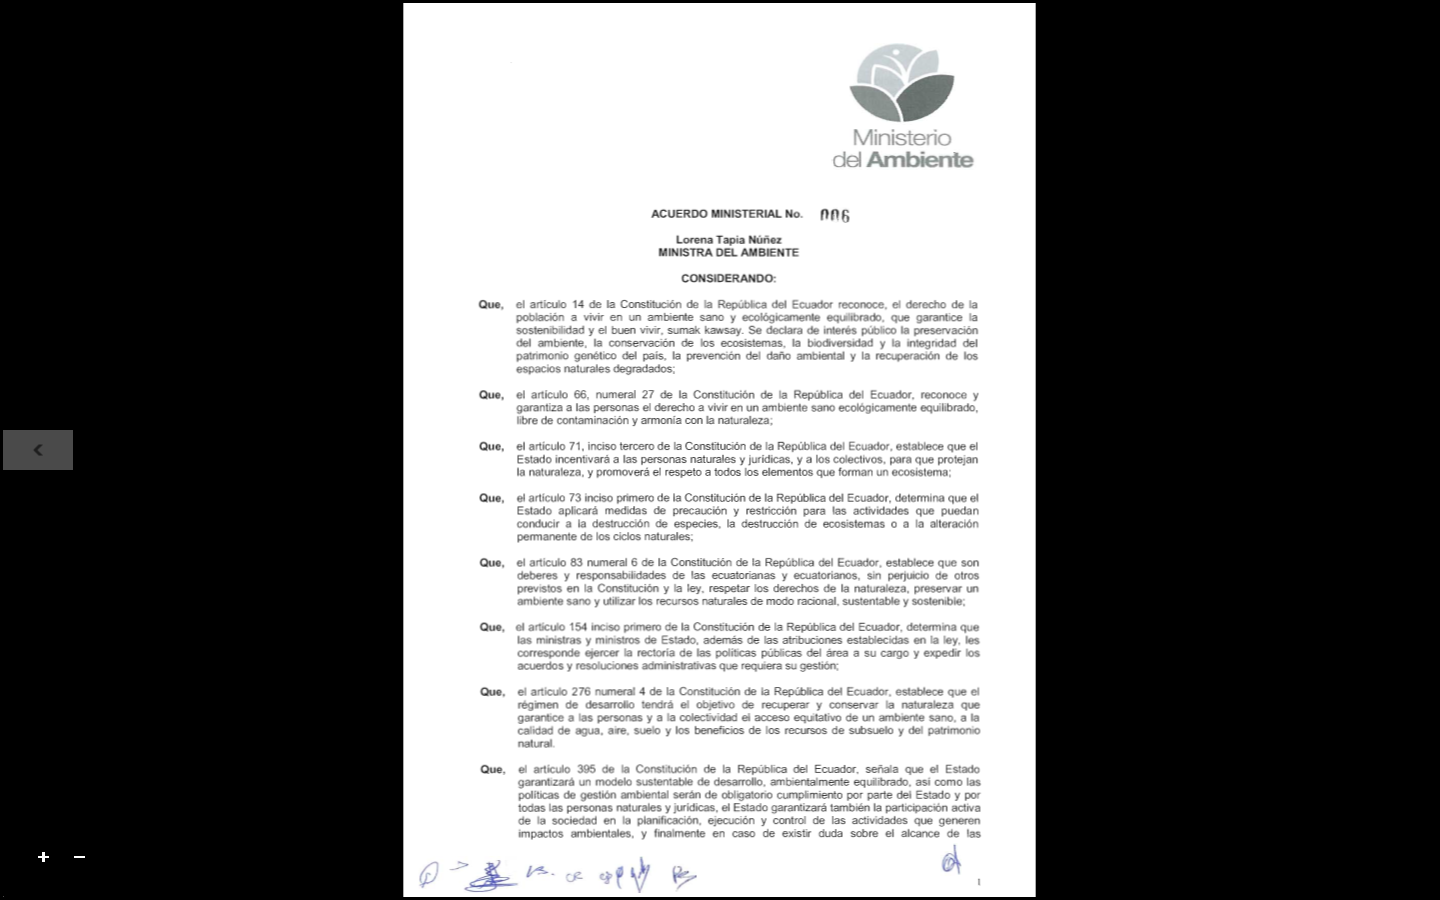 Ministerio
del Ambiente
ACUERDO MINISTERIAL No. 006
Lorena Tapia Núñez
MINISTRA DEL AMBIENTE
CONSIDERANDO:
Que, el artículo 14 de la Constitución de la República del Ecuador reconoce, el derecho de la
población a vivir en un ambiente sano y ecológicamente equilibrado, que garantice la
sostenibilidad y el buen vivir, sumak kawsay. Se declara de interés público la preservación
del ambiente, la conservación de los ecosistemas, la biodiversidad y la integridad del
patrimonio genético del país, la prevención del daño ambiental y la recuperación de los
espacios naturales degradados;
Que, el artículo 66, numeral 27 de la Constitución de la República del Ecuador, reconoce y
garantiza a las personas el derecho a vivir en un ambiente sano ecológicamente equilibrado,
libre de contaminación y armonía con la naturaleza;
Que, el artículo 71, inciso tercero de la Constitución de la República del Ecuador, establece que el
Estado incentivará a las personas naturales y jurídicas, y a los colectivos, para que protejan
la naturaleza, y promoverá el respeto a todos los elementos que forman un ecosistema;
Que, el artículo 73 inciso primero de la Constitución de la República del Ecuador, determina que el
Estado aplicará medidas de precaución y restricción para las actividades que puedan
conducir a la destrucción de especies, la destrucción de ecosistemas o a la alteración
permanente de los ciclos naturales;
Que, el artículo 83 numeral 6 de la Constitución de la República del Ecuador, establece que son
deberes y responsabilidades de las ecuatorianas y ecuatorianos, sin perjuicio de otros
previstos en la Constitución y la ley, respetar los derechos de la naturaleza, preservar un
ambiente sano y utilizar los recursos naturales de modo racional, sustentable y sostenible;
Que, el artículo 154 inciso primero de la Constitución de la República del Ecuador, determina que
las ministras y ministros de Estado, además de las atribuciones establecidas en la ley, les
corresponde ejercer la rectoría de las políticas públicas del área a su cargo y expedir los
acuerdos y resoluciones administrativas que requiera su gestión;
Que, el artículo 276 numeral 4 de la Constitución de la República del Ecuador, establece que el
régimen de desarrollo tendrá el objetivo de recuperar y conservar la naturaleza que
garantice a las personas y a la colectividad el acceso equitativo de un ambiente sano, a la
calidad de agua, aire, suelo y los beneficios de los recursos de subsuelo y del patrimonio
natural.
Que, el artículo 395 de la Constitución de la República del Ecuador, señala que el Estado
garantizará un modelo sustentable de desarrollo, ambientalmente equilibrado, así como las
políticas de gestión ambiental serán de obligatorio cumplimiento por parte del Estado y por
todas las personas naturales y jurídicas, el Estado garantizará también la participación activa
de la sociedad en la planificación, ejecución y control de las actividades que generen
impactos ambientales, y finalmente en caso de existir duda sobre el alcance de las
1